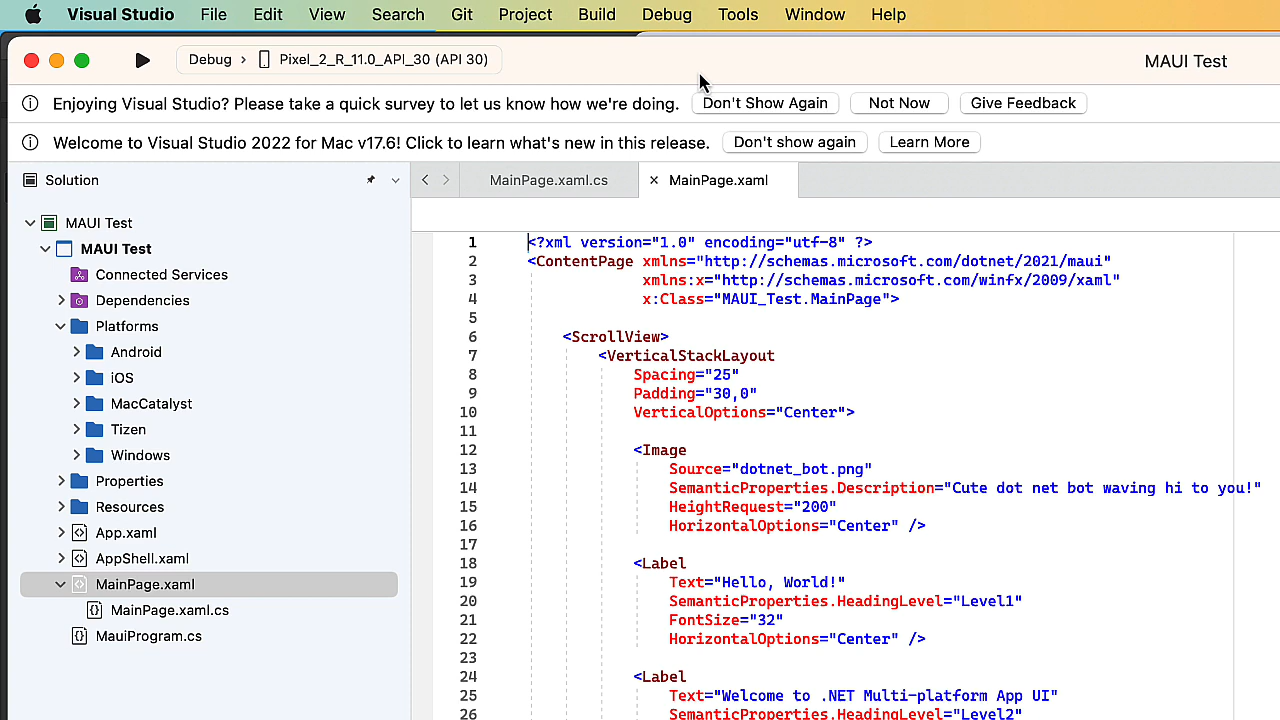 Visual Studio File Edit View Search Git Project Build Debug Tools Window Help
Debug › Pixel_2_R_11.0_API_30 (API 30) MAUI Test
Enjoying Visual Studio? Please take a quick survey to let us know how we're doing. Don't Show Again Not Now Give Feedback
Welcome to Visual Studio 2022 for Mac v17.6! Click to learn what's new in this release. Don't show again Learn More
Solution
MAUI Test
MAUI Test
Connected Services
Dependencies
Platforms
Android
iOS
MacCatalyst
Tizen
Windows
Properties
Resources
App.xaml
AppShell.xaml
MainPage.xaml
MainPage.xaml.cs
MauiProgram.cs
MainPage.xaml.cs MainPage.xaml
1 <?xml version="1.0" encoding="utf-8" ?>
2 <ContentPage xmlns="http://schemas.microsoft.com/dotnet/2021/maui"
3 xmlns:x="http://schemas.microsoft.com/winfx/2009/xaml"
4 x:Class="MAUI_Test.MainPage">
5
6 <ScrollView>
7 <VerticalStackLayout
8 Spacing="25"
9 Padding="30,0"
10 VerticalOptions="Center">
11
12 <Image
13 Source="dotnet_bot.png"
14 SemanticProperties.Description="Cute dot net bot waving hi to you!"
15 HeightRequest="200"
16 HorizontalOptions="Center" />
17
18 <Label
19 Text="Hello, World!"
20 SemanticProperties.HeadingLevel="Level1"
21 FontSize="32"
22 HorizontalOptions="Center" />
23
24 <Label
25 Text="Welcome to .NET Multi-platform App UI"
26 SemanticProperties.HeadingLevel="Level2"